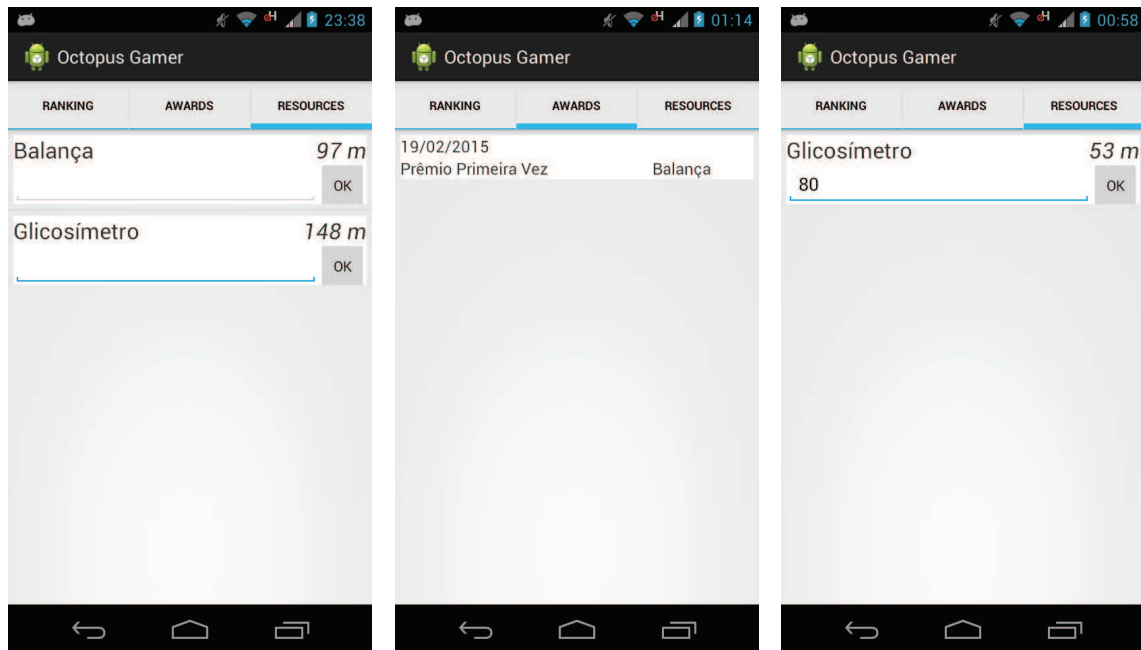 23:38
Octopus Gamer
RANKING AWARDS RESOURCES
Balança 97 m
OK
Glicosímetro 148 m
OK
01:14
Octopus Gamer
RANKING AWARDS RESOURCES
19/02/2015
Prêmio Primeira Vez Balança
00:58
Octopus Gamer
RANKING AWARDS RESOURCES
Glicosímetro 53 m
80 OK